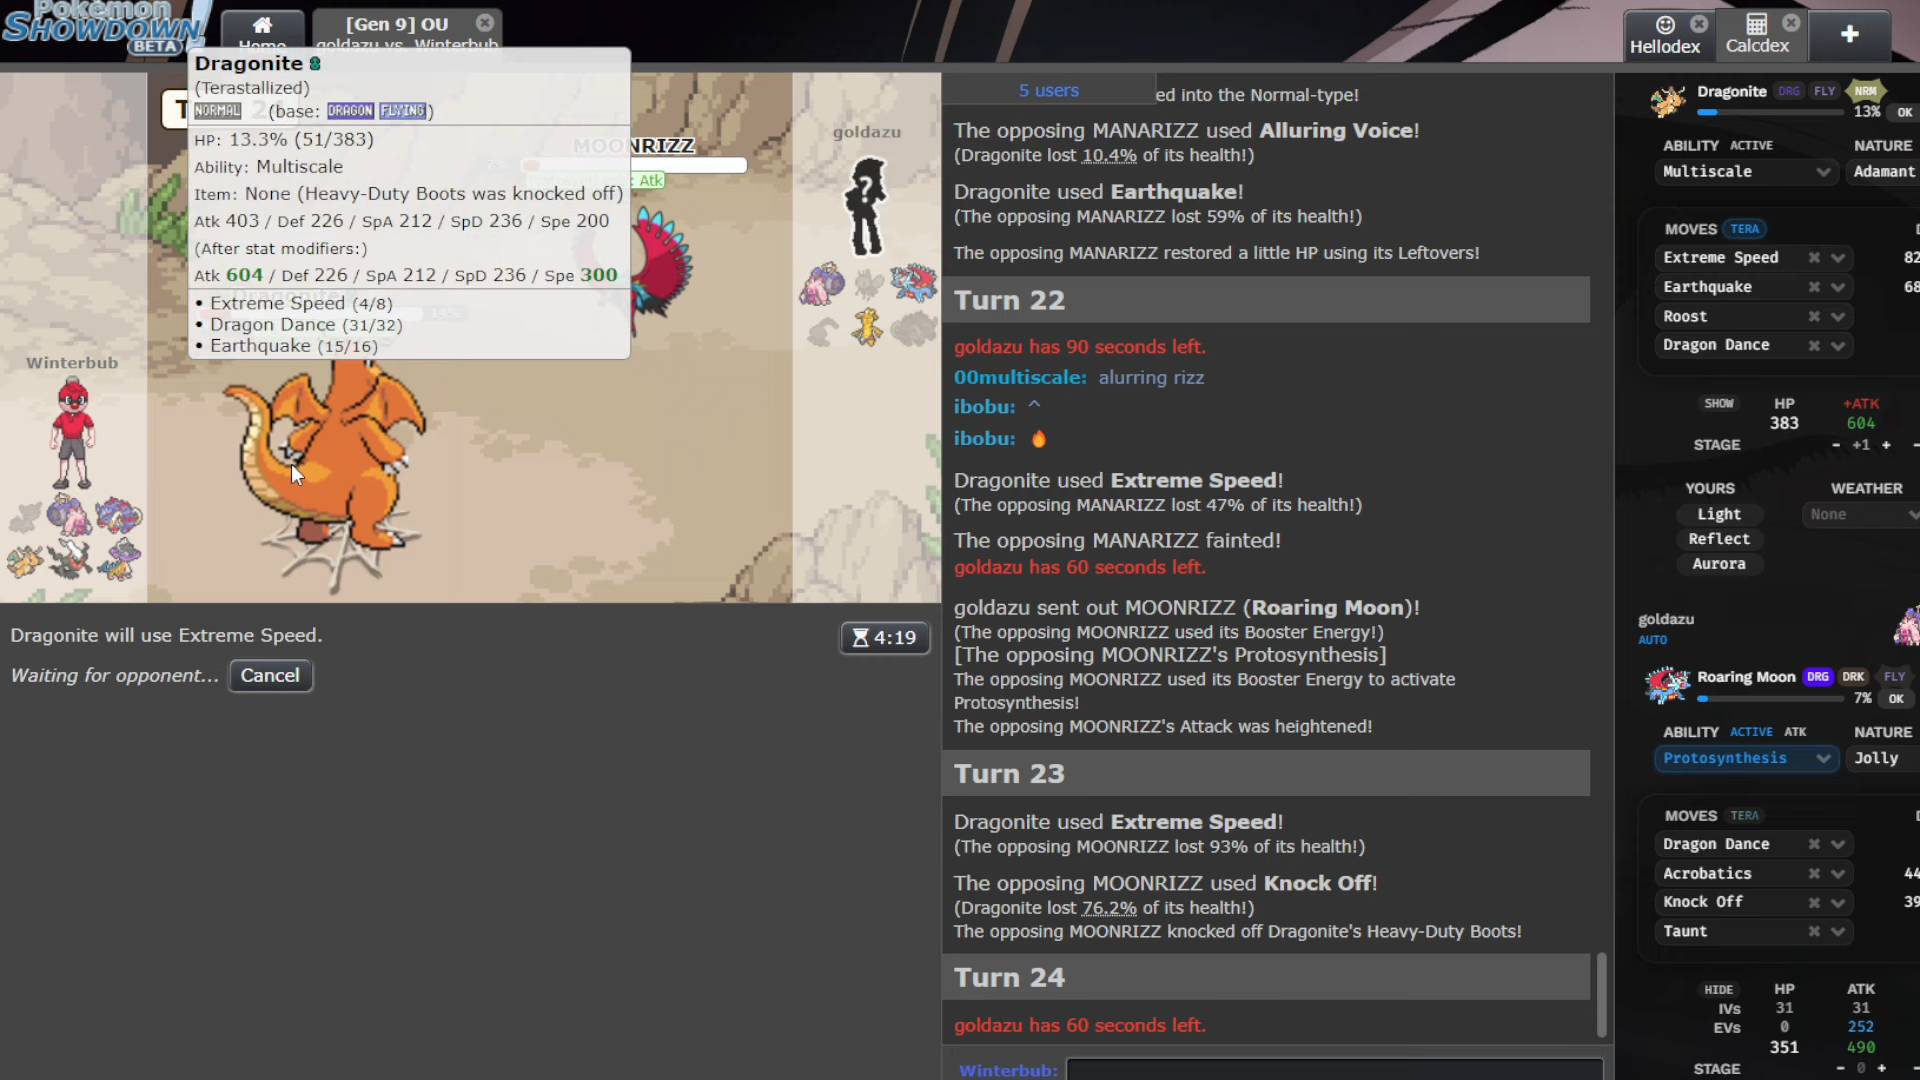 Pokémon
SHOWDOWN!
BETA
Home
[Gen 9] OU
goldazu vs. Winterbub
Hellodex
Calcdex
Dragonite
(Terastallized)
NORMAL (base: DRAGON FLYING)
HP: 13.3% (51/383)
Ability: Multiscale
Item: None (Heavy-Duty Boots was knocked off)
Atk 403 / Def 226 / SpA 212 / SpD 236 / Spe 200
(After stat modifiers:)
Atk 604 / Def 226 / SpA 212 / SpD 236 / Spe 300
• Extreme Speed (4/8)
• Dragon Dance (31/32)
• Earthquake (15/16)
MOONRIZZ
Atk
goldazu
?
Winterbub
Dragonite will use Extreme Speed.
4:19
Waiting for opponent... Cancel
5 users
ed into the Normal-type!
The opposing MANARIZZ used Alluring Voice!
(Dragonite lost 10.4% of its health!)
Dragonite used Earthquake!
(The opposing MANARIZZ lost 59% of its health!)
The opposing MANARIZZ restored a little HP using its Leftovers!
Turn 22
goldazu has 90 seconds left.
00multiscale: alurring rizz
ibobu: ^
ibobu: 🔥
Dragonite used Extreme Speed!
(The opposing MANARIZZ lost 47% of its health!)
The opposing MANARIZZ fainted!
goldazu has 60 seconds left.
goldazu sent out MOONRIZZ (Roaring Moon)!
(The opposing MOONRIZZ used its Booster Energy!)
[The opposing MOONRIZZ's Protosynthesis]
The opposing MOONRIZZ used its Booster Energy to activate
Protosynthesis!
The opposing MOONRIZZ's Attack was heightened!
Turn 23
Dragonite used Extreme Speed!
(The opposing MOONRIZZ lost 93% of its health!)
The opposing MOONRIZZ used Knock Off!
(Dragonite lost 76.2% of its health!)
The opposing MOONRIZZ knocked off Dragonite's Heavy-Duty Boots!
Turn 24
goldazu has 60 seconds left.
Winterbub:
Dragonite DRG FLY NRM
13% OK
ABILITY ACTIVE NATURE
Multiscale Adamant
MOVES TERA
Extreme Speed 82
Earthquake 68
Roost
Dragon Dance
SHOW HP +ATK
383 604
STAGE - +1 +
YOURS WEATHER
Light None
Reflect
Aurora
goldazu
AUTO
Roaring Moon DRG DRK FLY
7% OK
ABILITY ACTIVE ATK NATURE
Protosynthesis Jolly
MOVES TERA
Dragon Dance
Acrobatics 44
Knock Off 39
Taunt
HIDE HP ATK
IVs 31 31
EVs 0 252
351 490
STAGE - 0 +